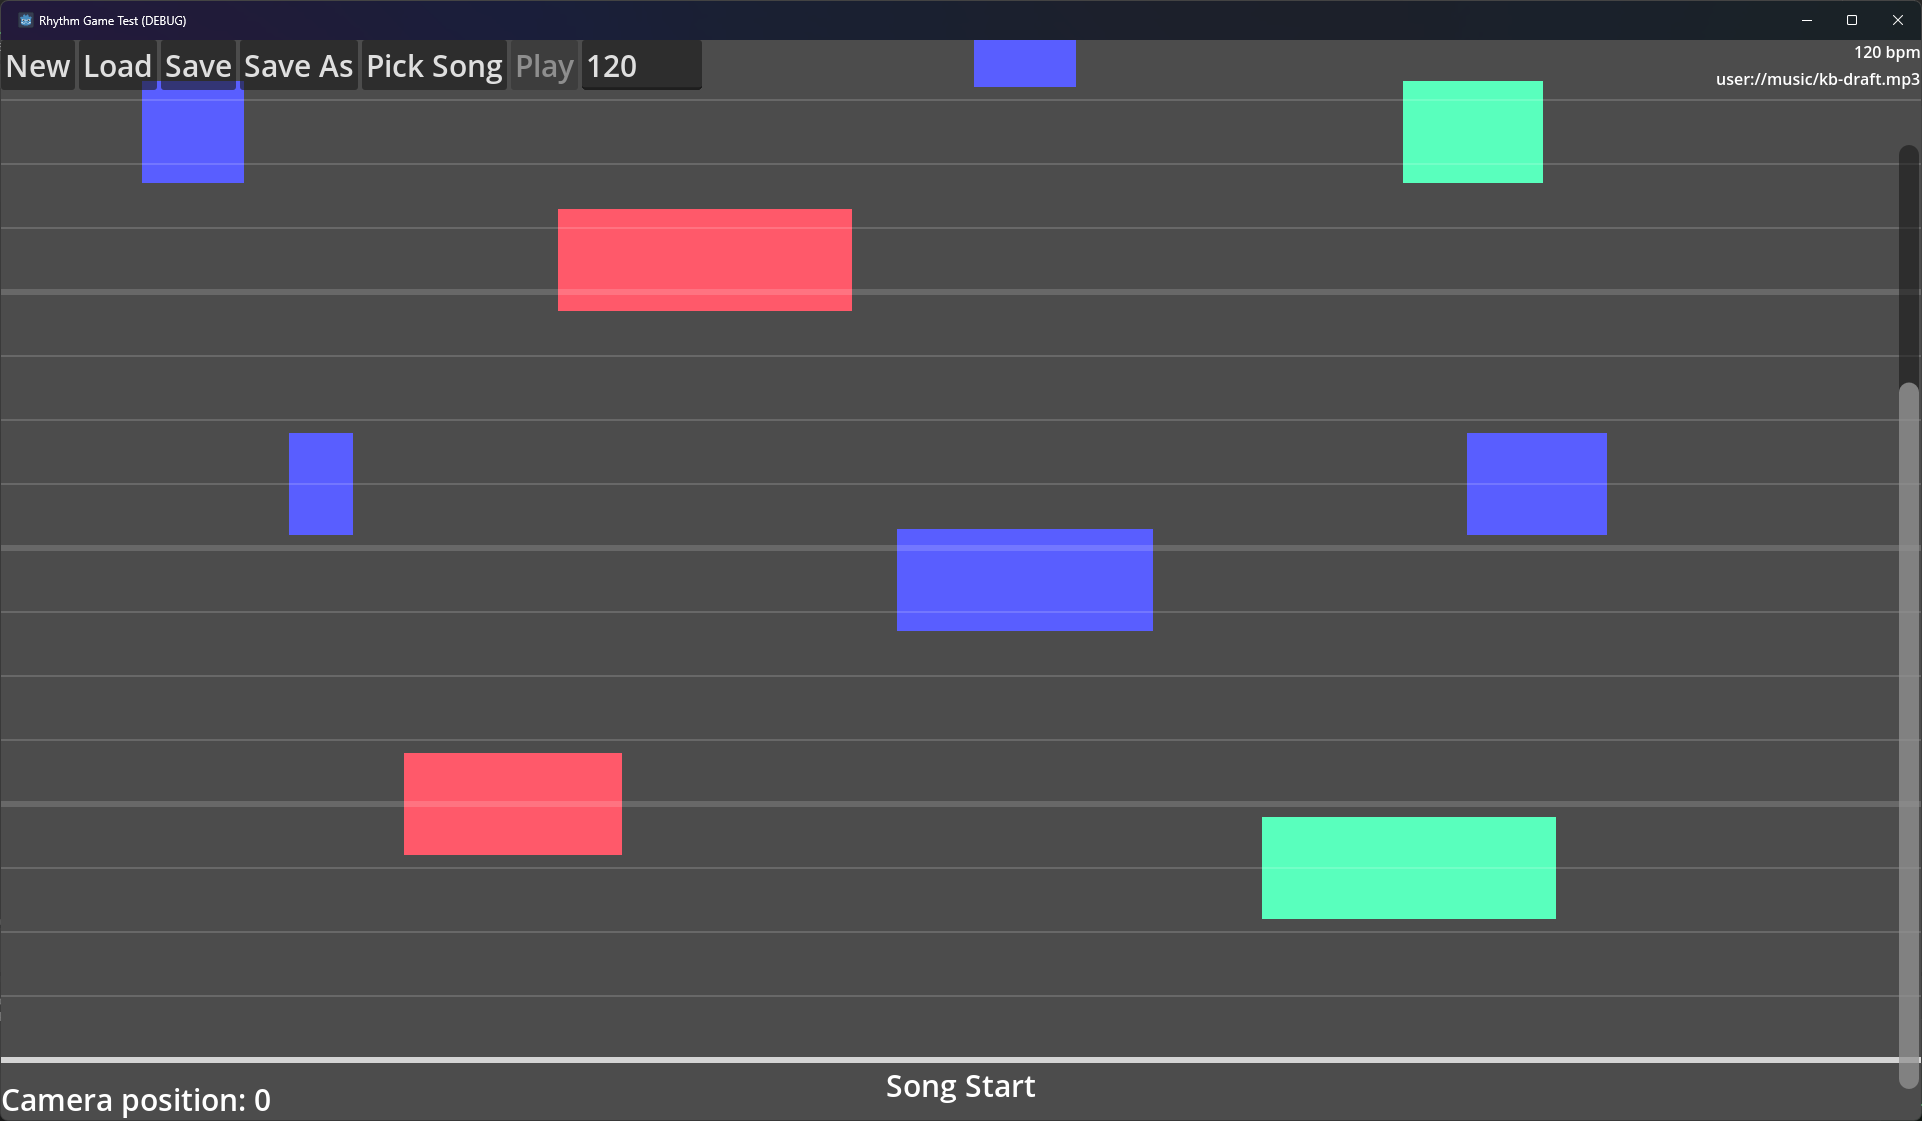 Rhythm Game Test (DEBUG)
New Load Save Save As Pick Song Play 120
120 bpm
user://music/kb-draft.mp3
Song Start
Camera position: 0